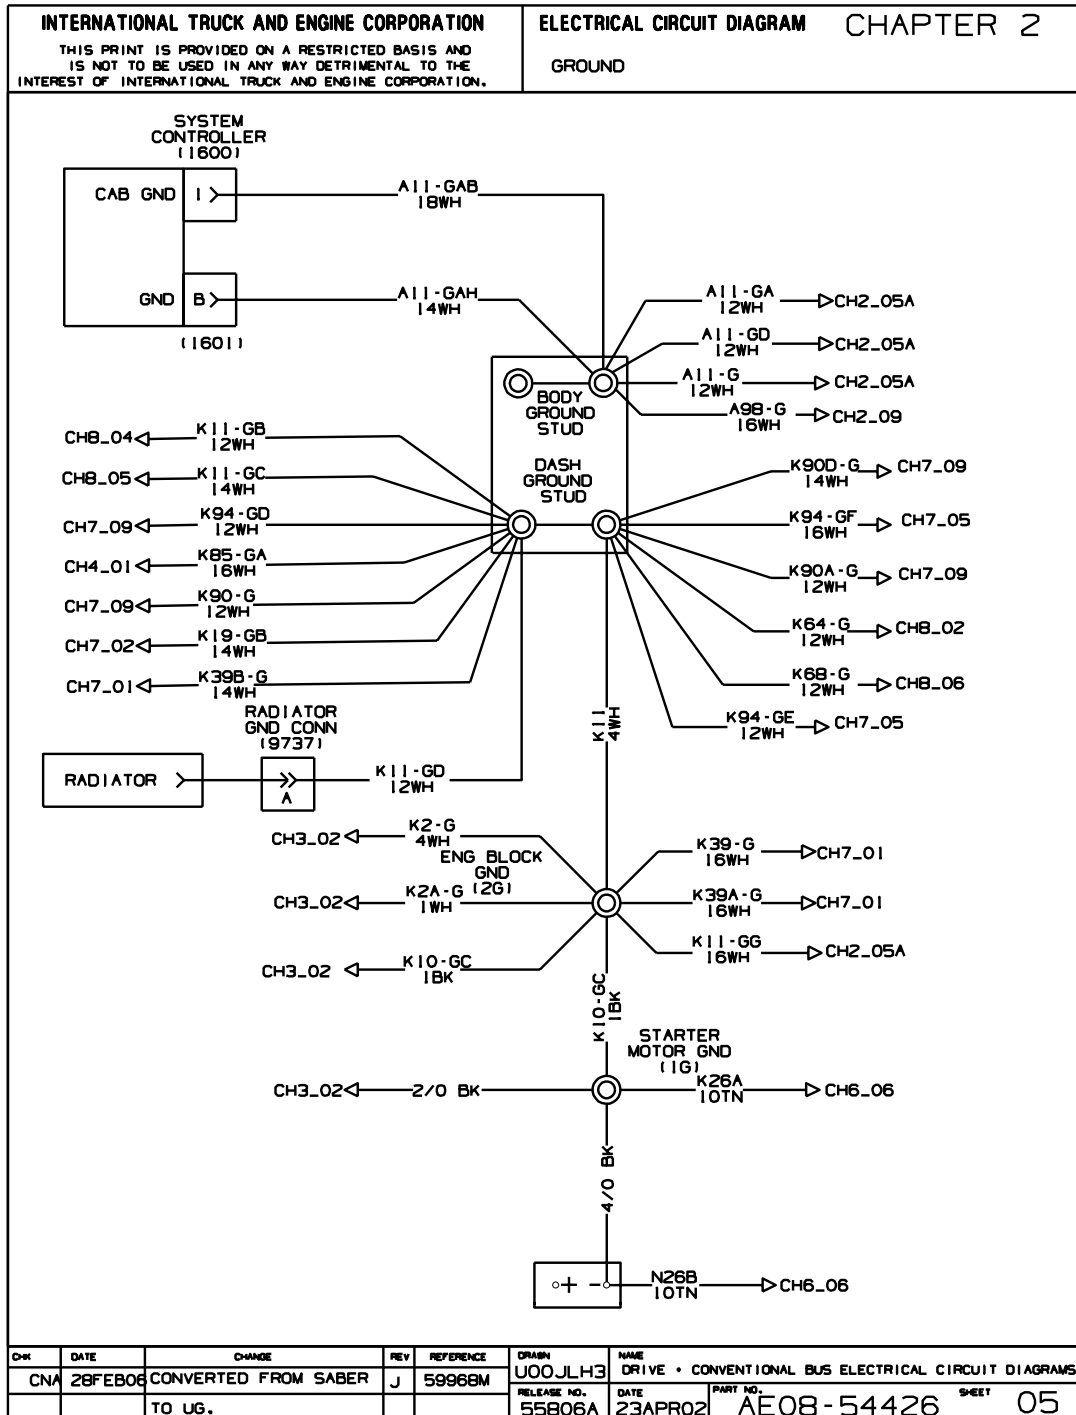 INTERNATIONAL TRUCK AND ENGINE CORPORATION
THIS PRINT IS PROVIDED ON A RESTRICTED BASIS AND
IS NOT TO BE USED IN ANY WAY DETRIMENTAL TO THE
INTEREST OF INTERNATIONAL TRUCK AND ENGINE CORPORATION.
ELECTRICAL CIRCUIT DIAGRAM CHAPTER 2
GROUND
SYSTEM
CONTROLLER
(1600)
CAB GND I
A11-GAB
18WH
GND B
A11-GAH
14WH
(1601)
A11-GA
12WH
CH2_05A
A11-GD
12WH
CH2_05A
A11-G
12WH
CH2_05A
A98-G
16WH
CH2_09
BODY
GROUND
STUD
DASH
GROUND
STUD
CH8_04
K11-GB
12WH
CH8_05
K11-GC
14WH
CH7_09
K94-GD
12WH
CH4_01
K85-GA
16WH
CH7_09
K90-G
12WH
CH7_02
K19-GB
14WH
CH7_01
K39B-G
14WH
K90D-G
14WH
CH7_09
K94-GF
16WH
CH7_05
K90A-G
12WH
CH7_09
K64-G
12WH
CH8_02
K68-G
12WH
CH8_06
K94-GE
12WH
CH7_05
K11
4WH
RADIATOR
GND CONN
(9737)
RADIATOR
A
K11-GD
12WH
CH3_02
K2-G
4WH
ENG BLOCK
GND
(2G)
CH3_02
K2A-G
1WH
CH3_02
K10-GC
1BK
K39-G
16WH
CH7_01
K39A-G
16WH
CH7_01
K11-GG
16WH
CH2_05A
K10-GC
1BK
STARTER
MOTOR GND
(1G)
CH3_02
2/0 BK
K26A
10TN
CH6_06
4/0 BK
+ -
N26B
10TN
CH6_06
CHK DATE CHANGE REV REFERENCE
CNA 28FEB06 CONVERTED FROM SABER J 59968M
TO UG.
DRAWN
U00JLH3
NAME
DRIVE • CONVENTIONAL BUS ELECTRICAL CIRCUIT DIAGRAMS
RELEASE NO.
55806A
DATE
23APR02
PART NO.
AE08-54426
SHEET
05